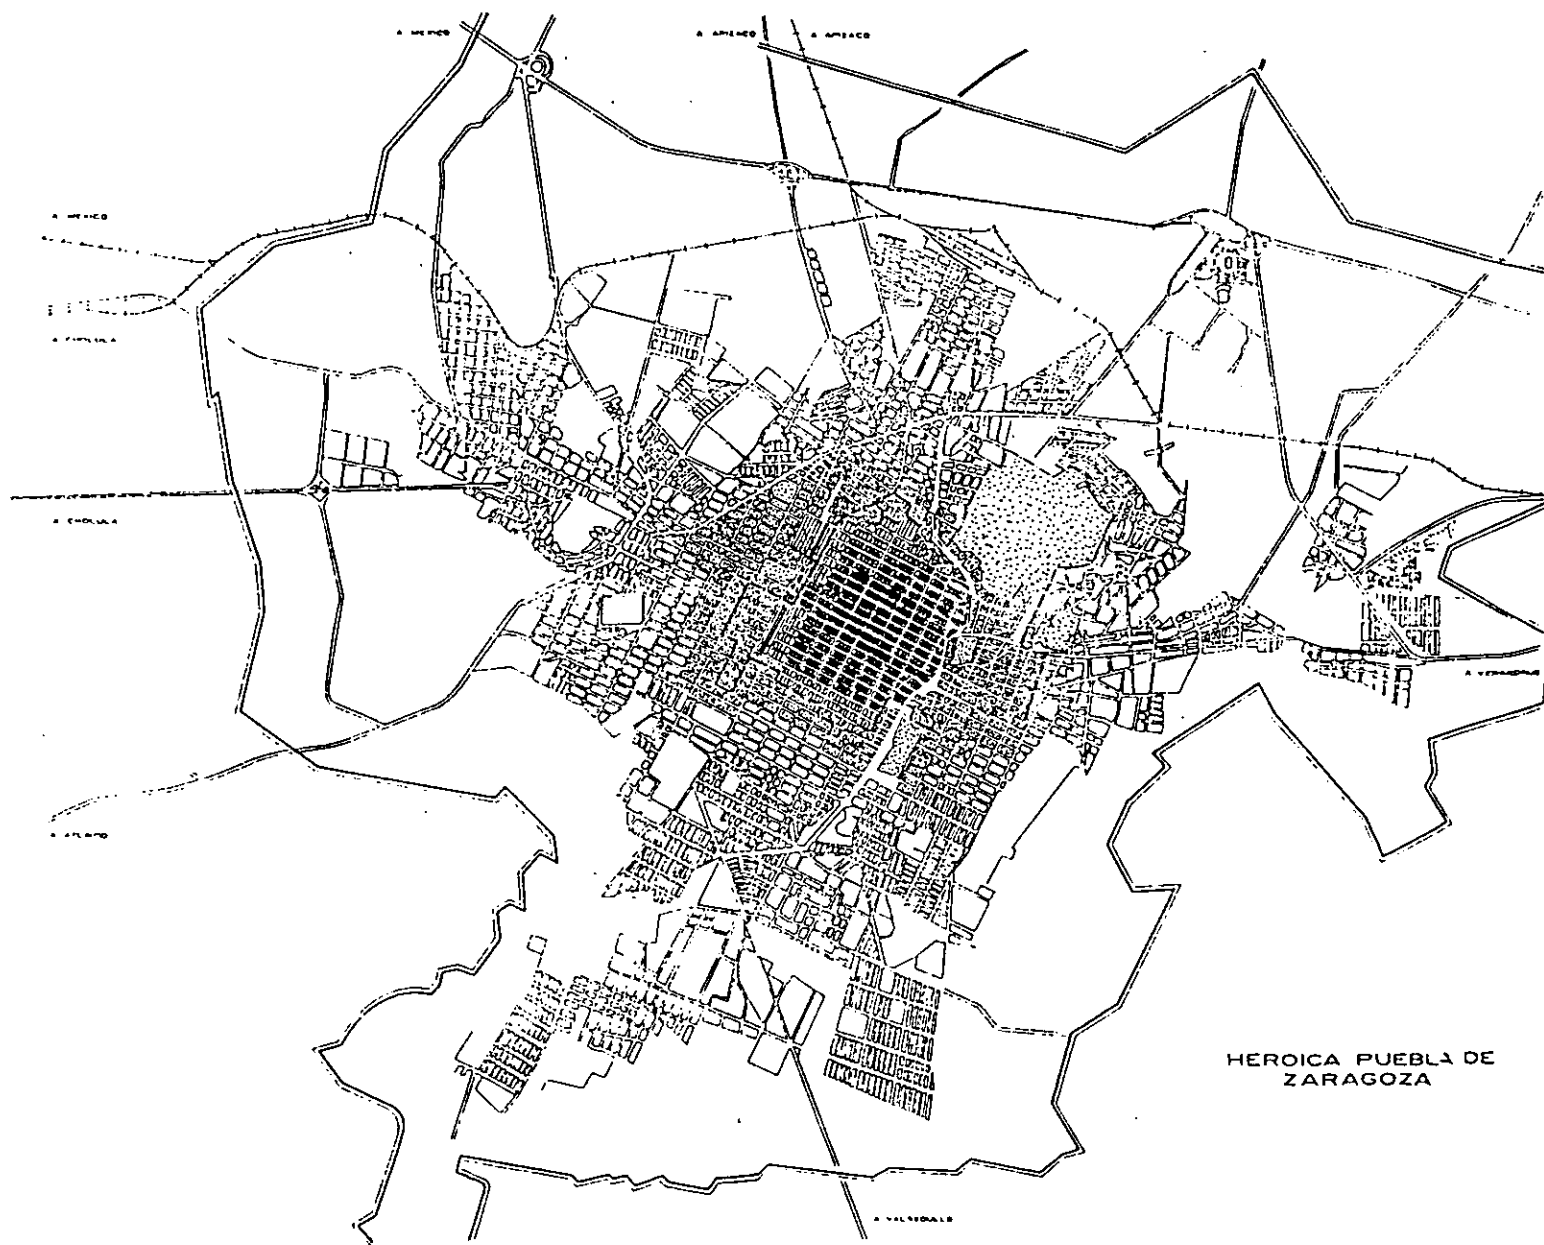 A MEXICO
A APIZACO
A APIZACO
A MEXICO
A CHOLULA
A CHOLULA
A ATLIXCO
A VERACRUZ
A VALSEQUILLO
HEROICA PUEBLA DE
ZARAGOZA